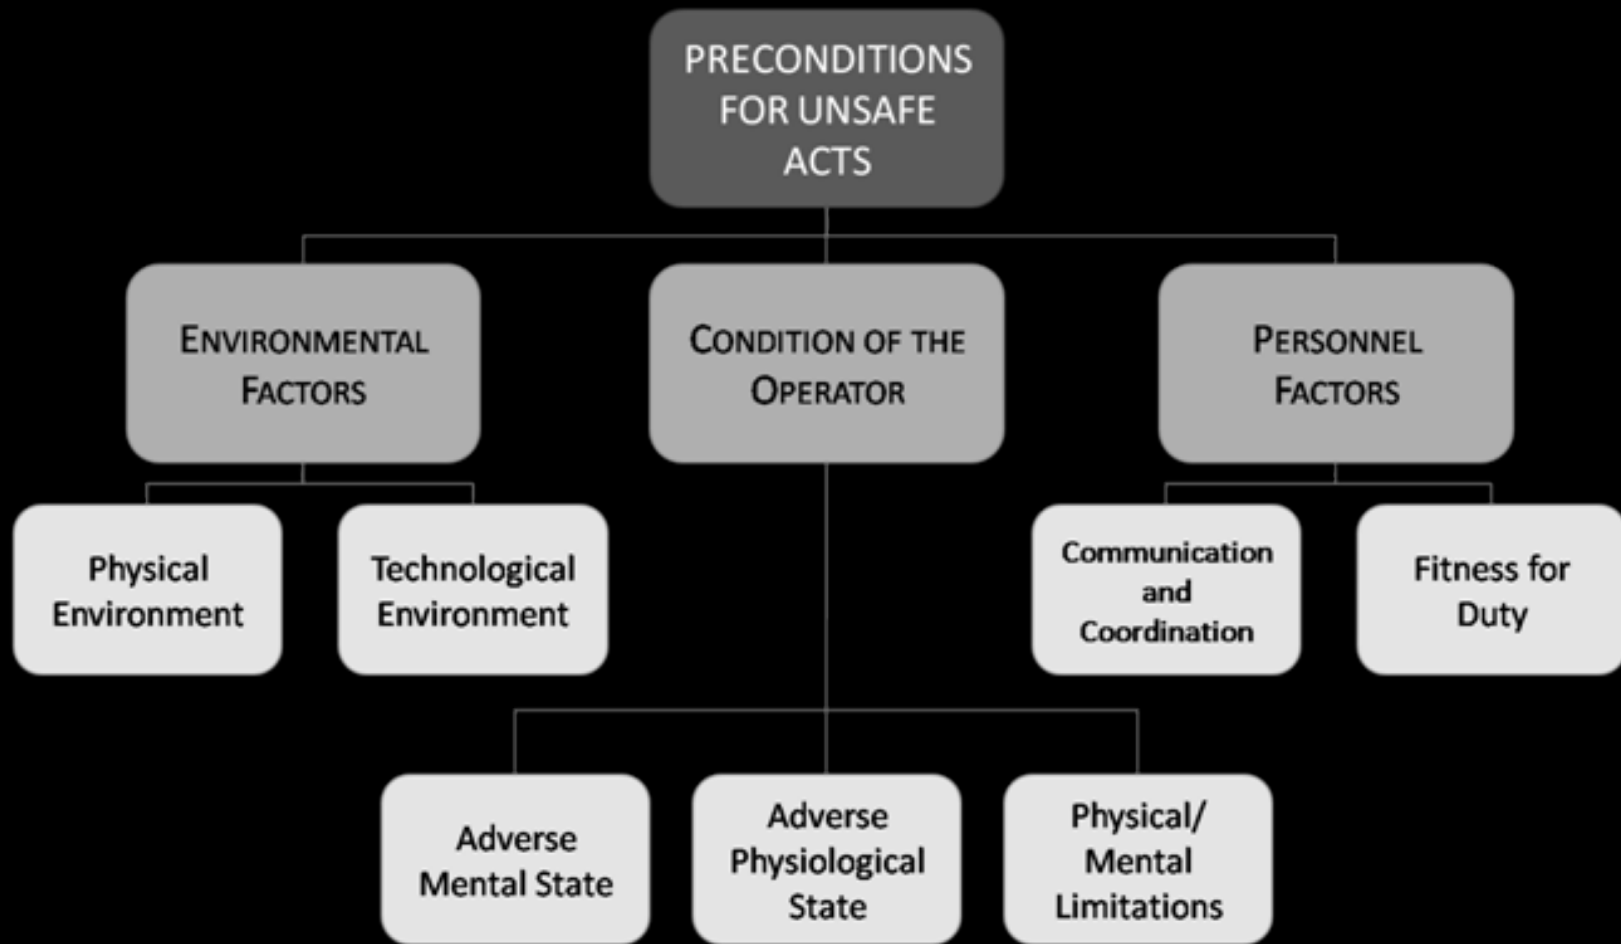 PRECONDITIONS
FOR UNSAFE
ACTS
ENVIRONMENTAL
FACTORS
CONDITION OF THE
OPERATOR
PERSONNEL
FACTORS
Physical
Environment
Technological
Environment
Communication
and
Coordination
Fitness for
Duty
Adverse
Mental State
Adverse
Physiological
State
Physical/
Mental
Limitations